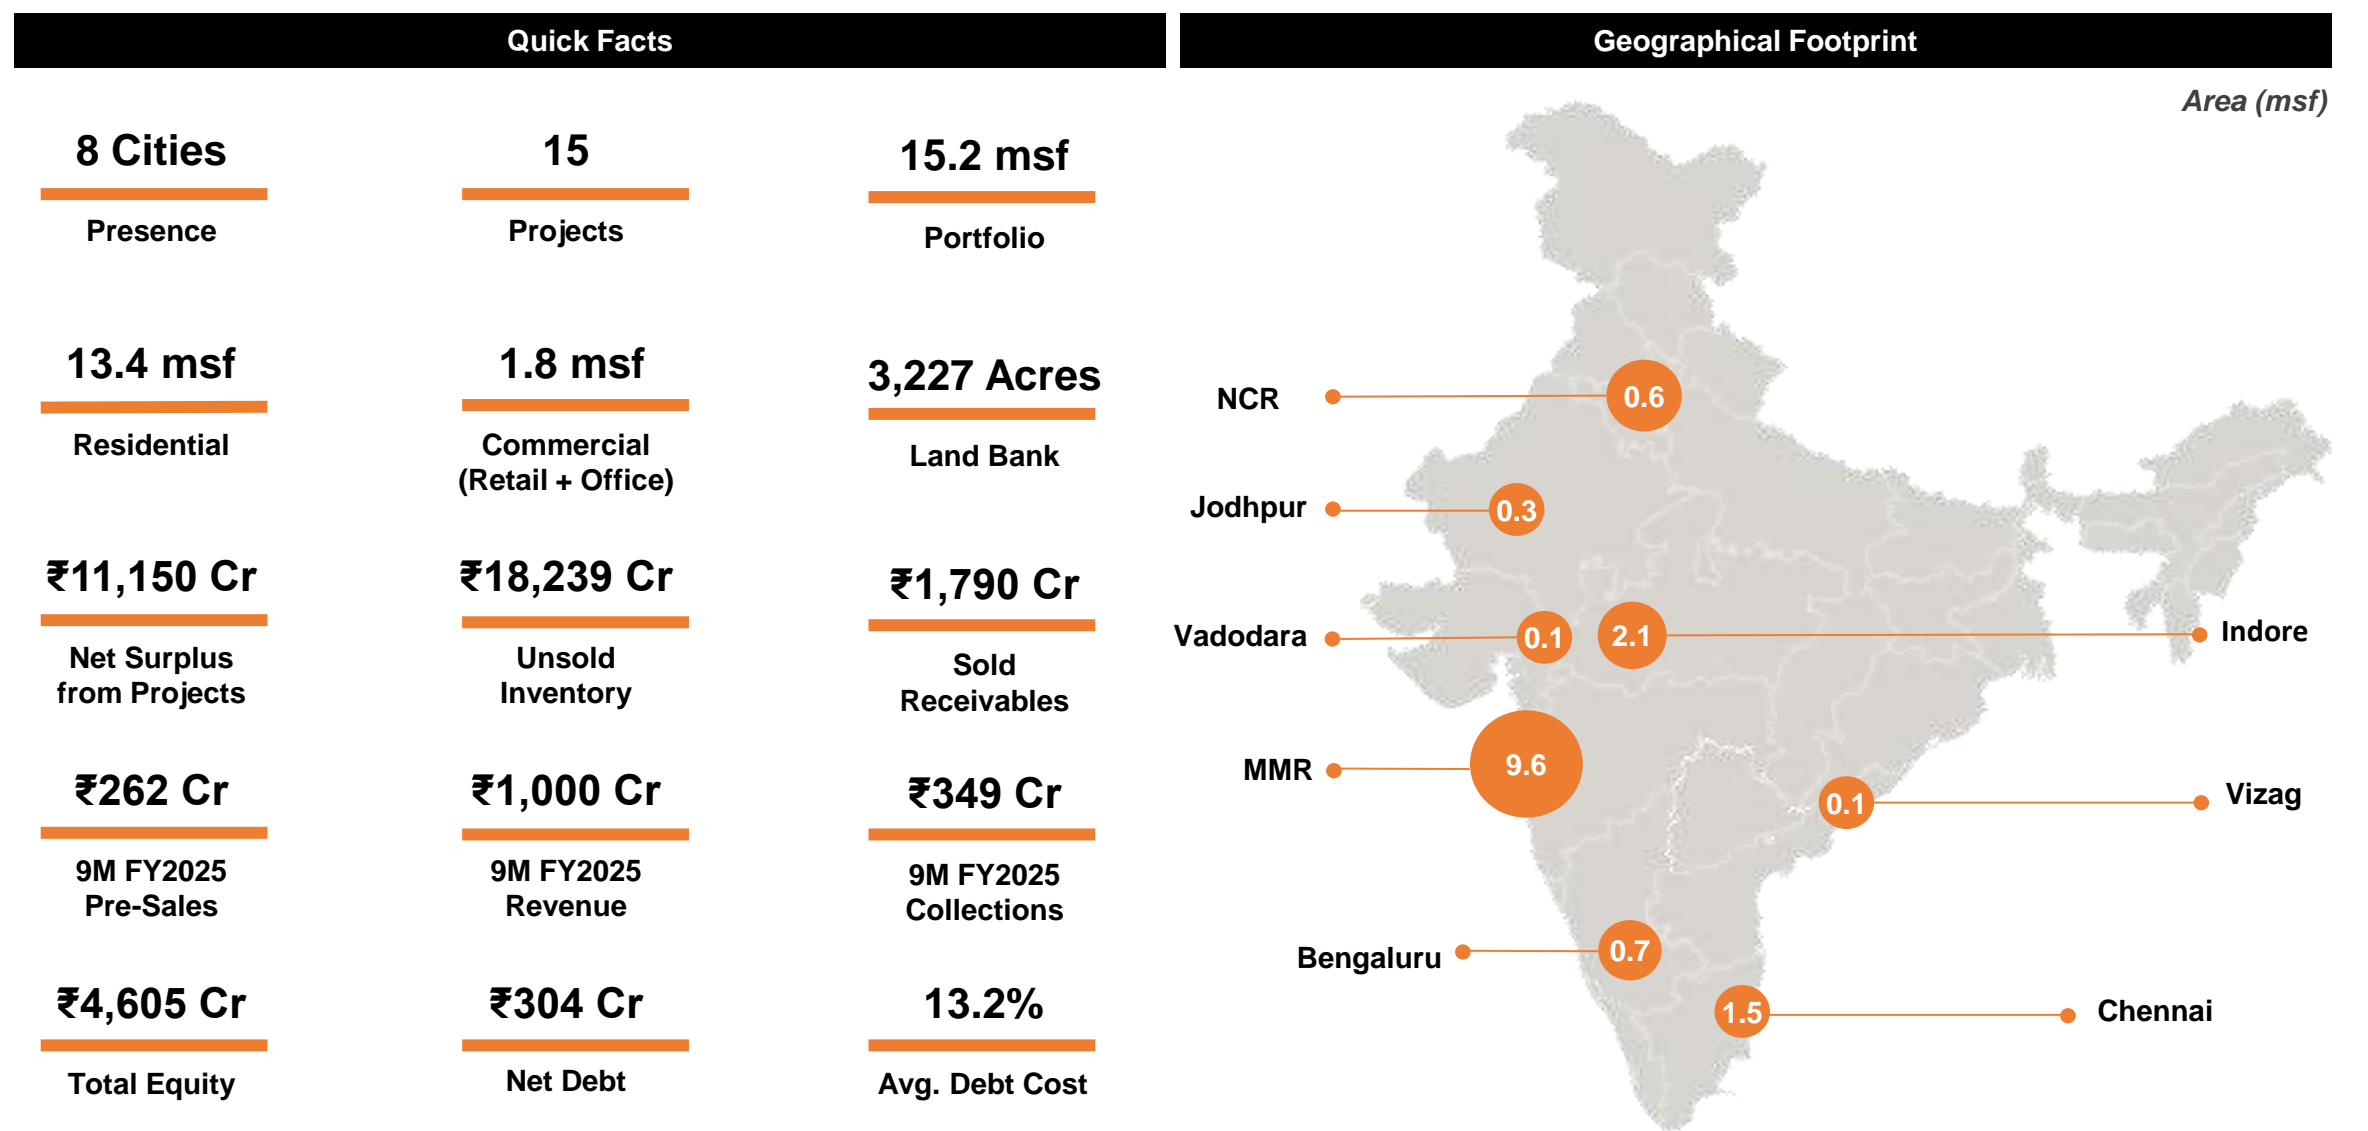 Quick Facts
8 Cities
Presence
15
Projects
15.2 msf
Portfolio
13.4 msf
Residential
1.8 msf
Commercial
(Retail + Office)
3,227 Acres
Land Bank
₹11,150 Cr
Net Surplus
from Projects
₹18,239 Cr
Unsold
Inventory
₹1,790 Cr
Sold
Receivables
₹262 Cr
9M FY2025
Pre-Sales
₹1,000 Cr
9M FY2025
Revenue
₹349 Cr
9M FY2025
Collections
₹4,605 Cr
Total Equity
₹304 Cr
Net Debt
13.2%
Avg. Debt Cost
Geographical Footprint
Area (msf)
NCR
0.6
Jodhpur
0.3
Vadodara
0.1
2.1
Indore
MMR
9.6
0.1
Vizag
Bengaluru
0.7
1.5
Chennai